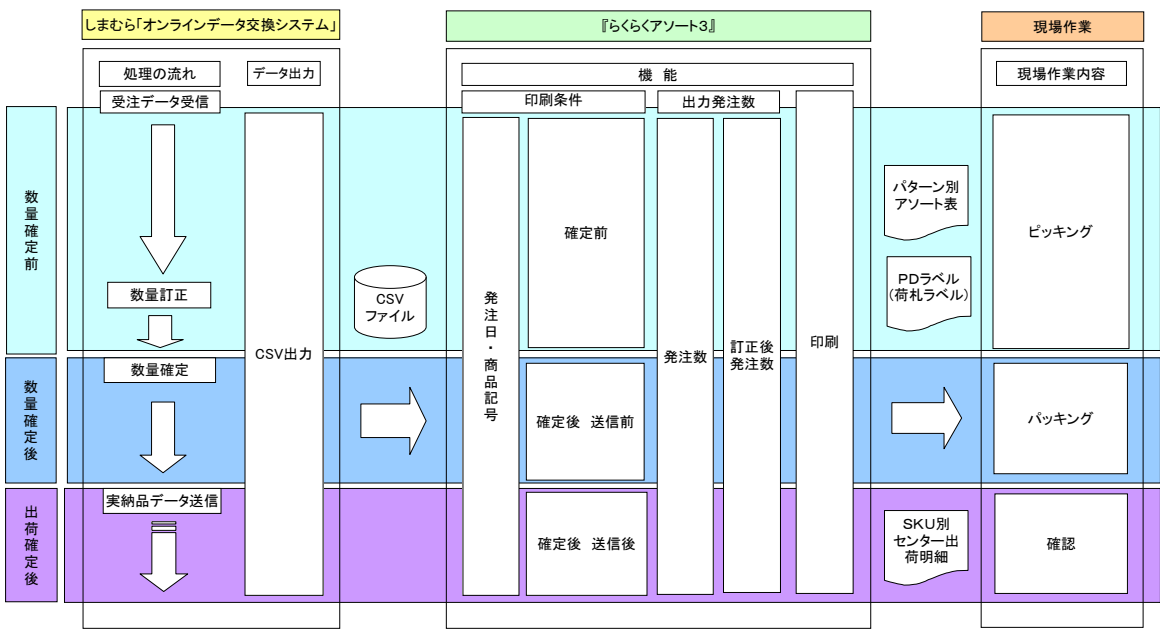 しまむら「オンラインデータ交換システム」
『らくらくアソート3』
現場作業
処理の流れ
データ出力
機 能
現場作業内容
受注データ受信
印刷条件
出力発注数
数量確定前
数量訂正
CSV出力
CSV
ファイル
発注日・商品記号
確定前
発注数
訂正後
発注数
印刷
パターン別
アソート表
PDラベル
(荷札ラベル)
ピッキング
数量確定後
数量確定
確定後 送信前
パッキング
出荷確定後
実納品データ送信
確定後 送信後
SKU別
センター出
荷明細
確認